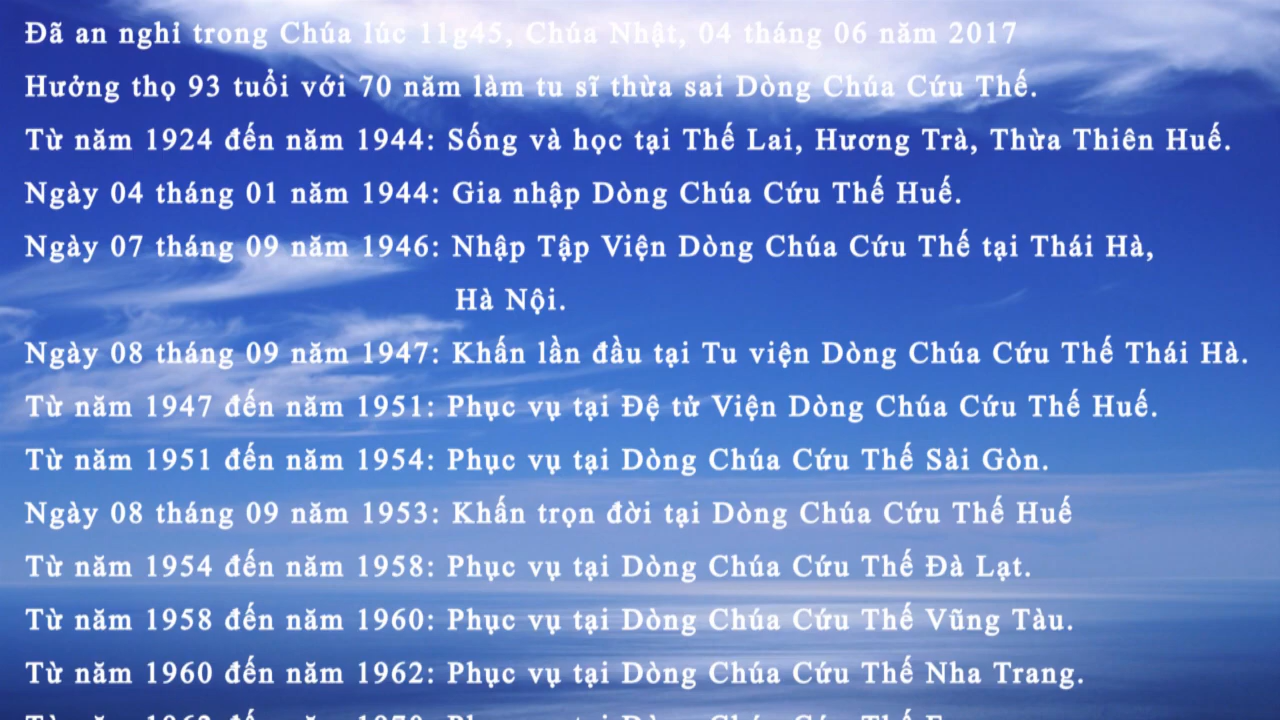 Đã an nghỉ trong Chúa lúc 11g45, Chúa Nhật, 04 tháng 06 năm 2017
Hưởng thọ 93 tuổi với 70 năm làm tu sĩ thừa sai Dòng Chúa Cứu Thế.
Từ năm 1924 đến năm 1944: Sống và học tại Thế Lai, Hương Trà, Thừa Thiên Huế.
Ngày 04 tháng 01 năm 1944: Gia nhập Dòng Chúa Cứu Thế Huế.
Ngày 07 tháng 09 năm 1946: Nhập Tập Viện Dòng Chúa Cứu Thế tại Thái Hà,
Hà Nội.
Ngày 08 tháng 09 năm 1947: Khấn lần đầu tại Tu viện Dòng Chúa Cứu Thế Thái Hà.
Từ năm 1947 đến năm 1951: Phục vụ tại Đệ tử Viện Dòng Chúa Cứu Thế Huế.
Từ năm 1951 đến năm 1954: Phục vụ tại Dòng Chúa Cứu Thế Sài Gòn.
Ngày 08 tháng 09 năm 1953: Khấn trọn đời tại Dòng Chúa Cứu Thế Huế
Từ năm 1954 đến năm 1958: Phục vụ tại Dòng Chúa Cứu Thế Đà Lạt.
Từ năm 1958 đến năm 1960: Phục vụ tại Dòng Chúa Cứu Thế Vũng Tàu.
Từ năm 1960 đến năm 1962: Phục vụ tại Dòng Chúa Cứu Thế Nha Trang.